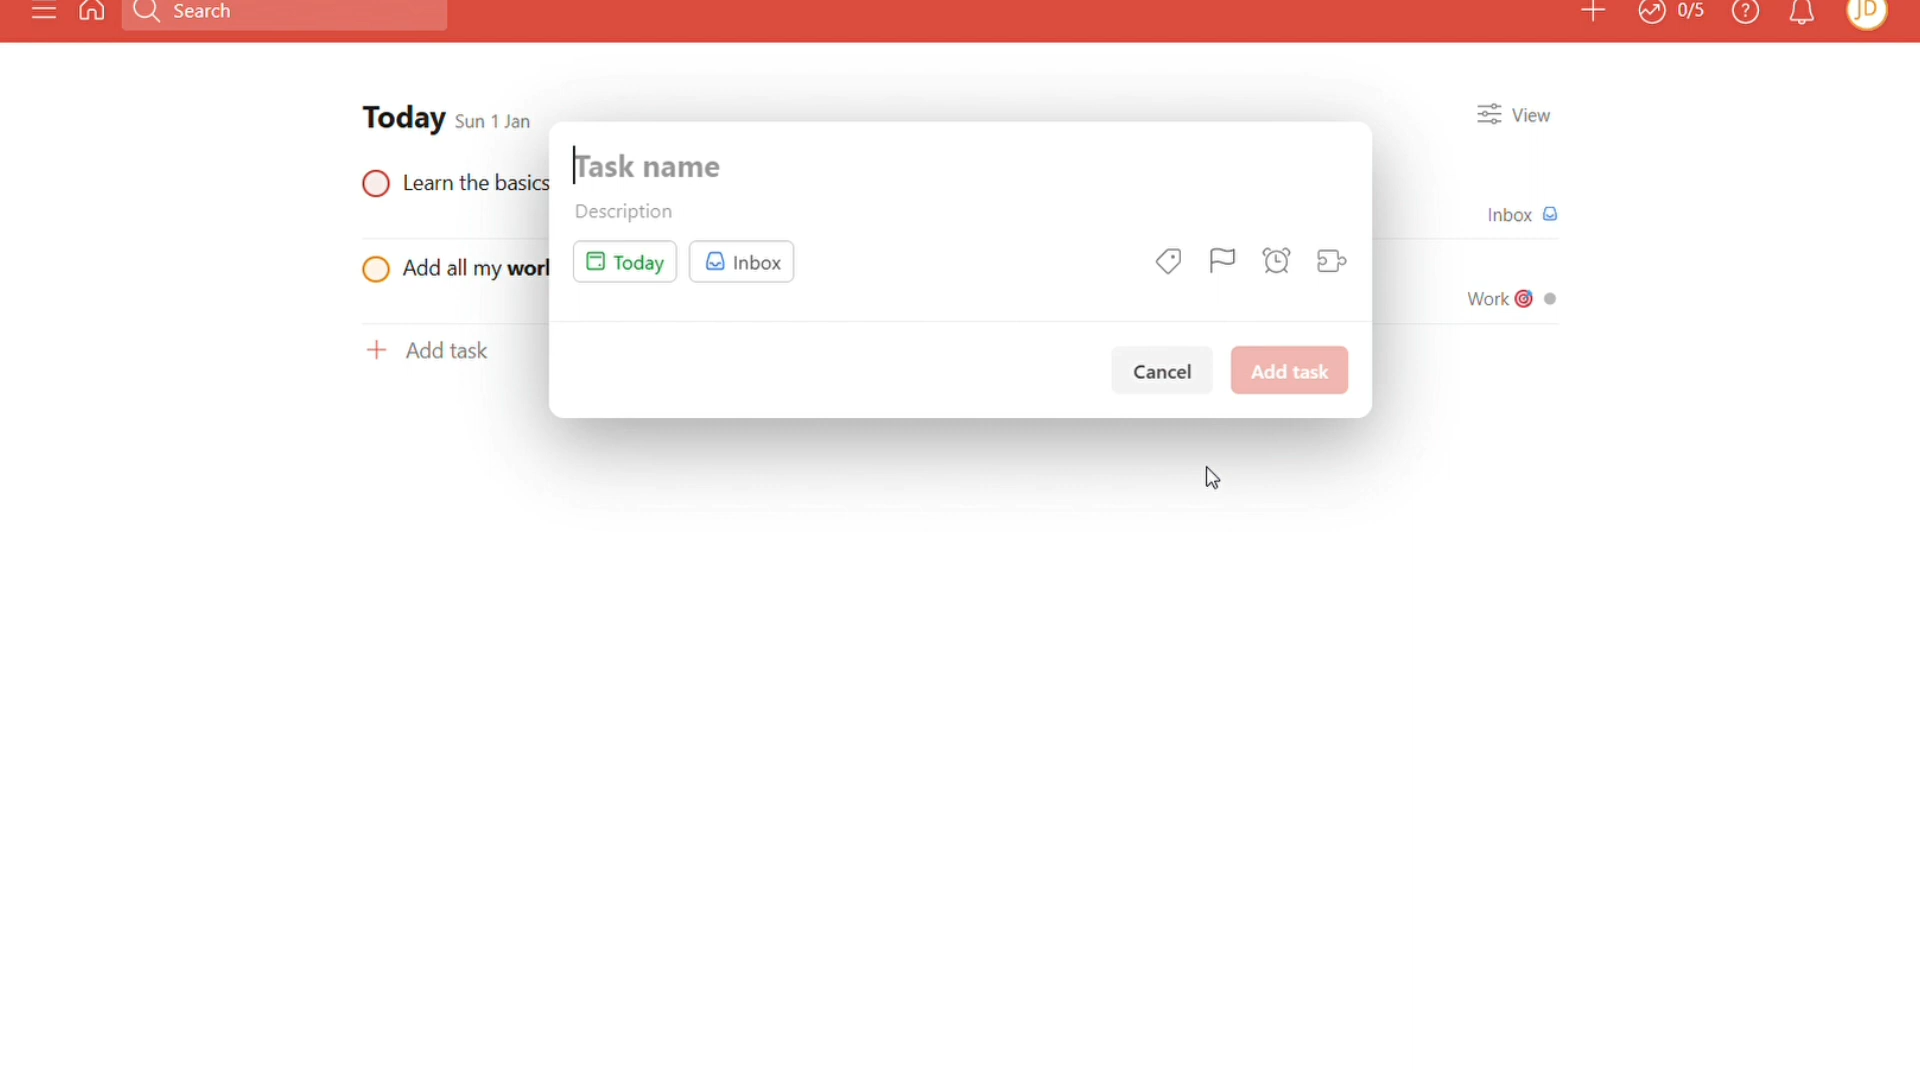 Search
0/5
JD
Today Sun 1 Jan
View
Task name
Learn the basics
Description
Inbox
Today
Inbox
Add all my
Work
Add task
Cancel
Add task